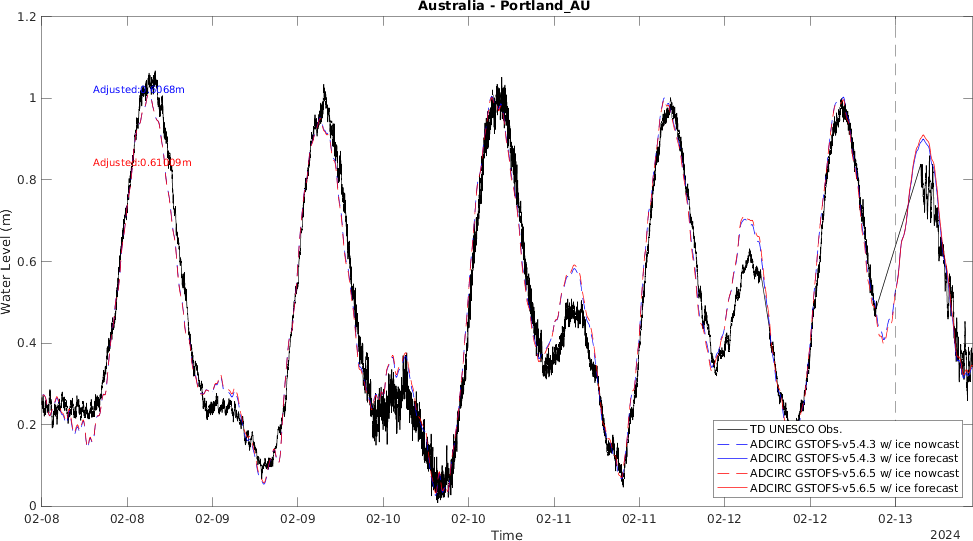 Australia - Portland_AU
1.2
1
0.8
0.6
0.4
0.2
0
Water Level (m)
Adjusted:0.6068m
Adjusted:0.61009m
TD UNESCO Obs.
ADCIRC GSTOFS-v5.4.3 w/ ice nowcast
ADCIRC GSTOFS-v5.4.3 w/ ice forecast
ADCIRC GSTOFS-v5.6.5 w/ ice nowcast
ADCIRC GSTOFS-v5.6.5 w/ ice forecast
02-08 02-08 02-09 02-09 02-10 02-10 02-11 02-11 02-12 02-12 02-13
Time
2024